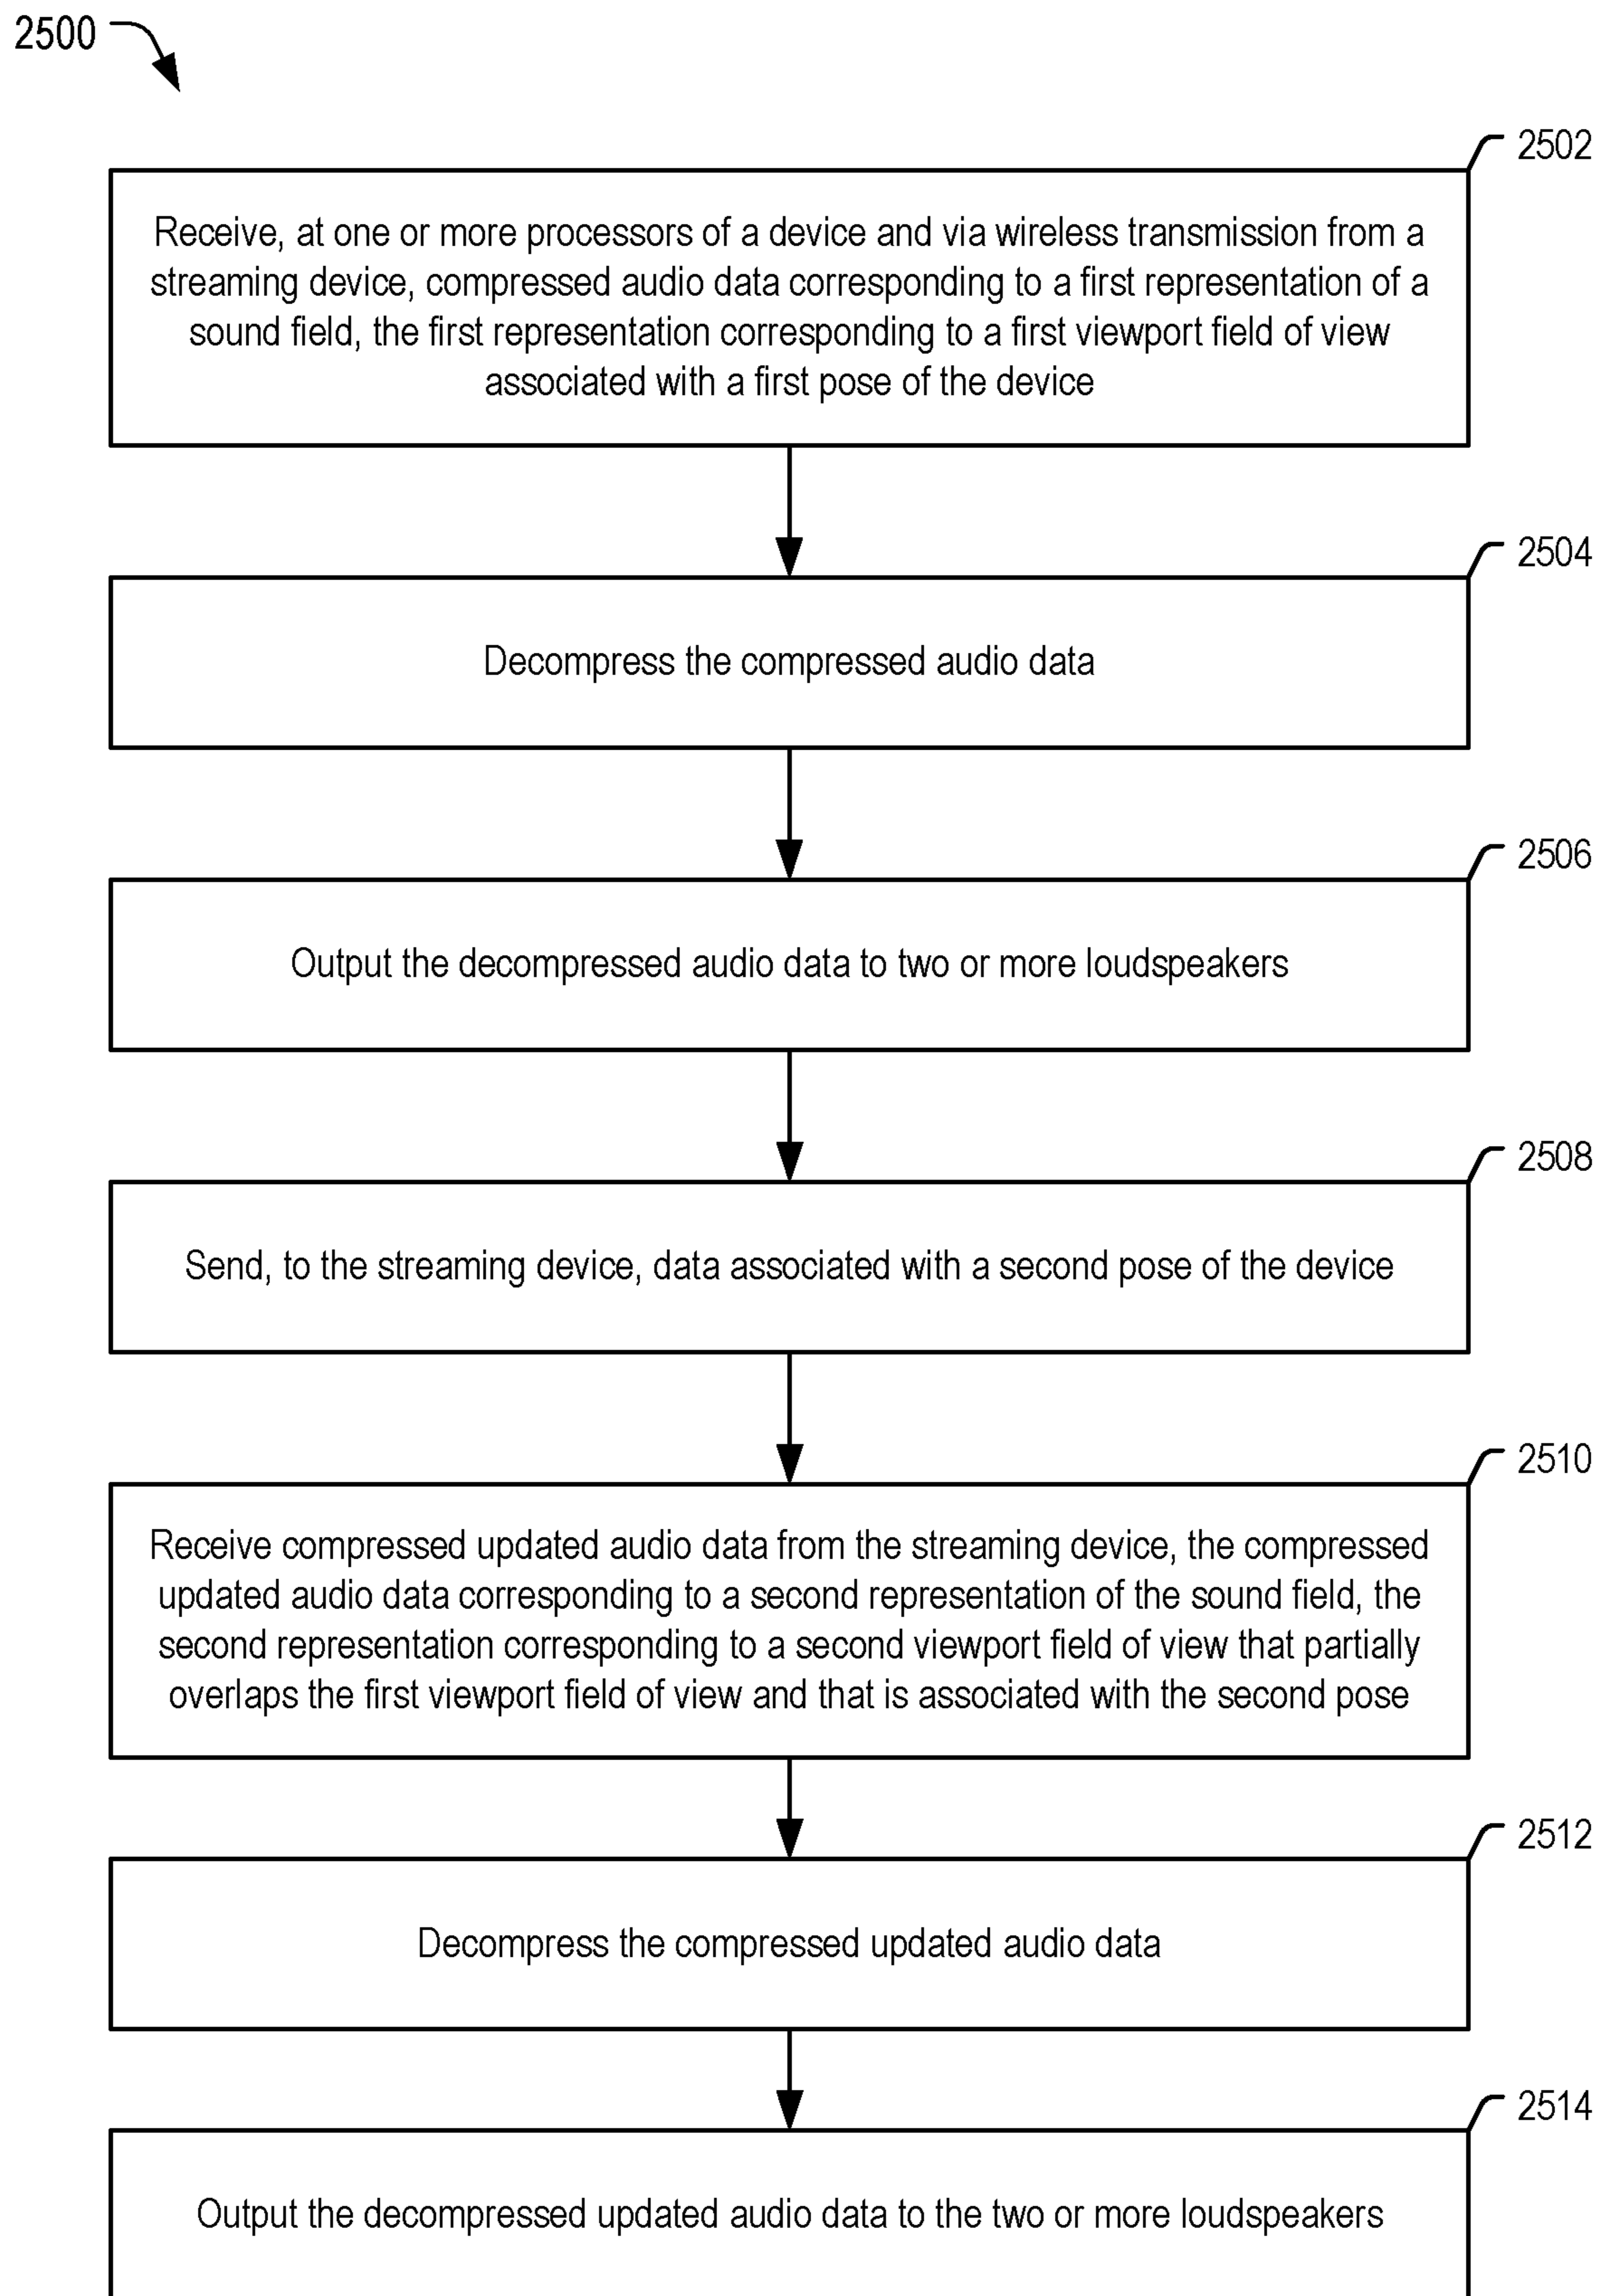 2500
2502
Receive, at one or more processors of a device and via wireless transmission from a
streaming device, compressed audio data corresponding to a first representation of a
sound field, the first representation corresponding to a first viewport field of view
associated with a first pose of the device
2504
Decompress the compressed audio data
2506
Output the decompressed audio data to two or more loudspeakers
2508
Send, to the streaming device, data associated with a second pose of the device
2510
Receive compressed updated audio data from the streaming device, the compressed
updated audio data corresponding to a second representation of the sound field, the
second representation corresponding to a second viewport field of view that partially
overlaps the first viewport field of view and that is associated with the second pose
2512
Decompress the compressed updated audio data
2514
Output the decompressed updated audio data to the two or more loudspeakers